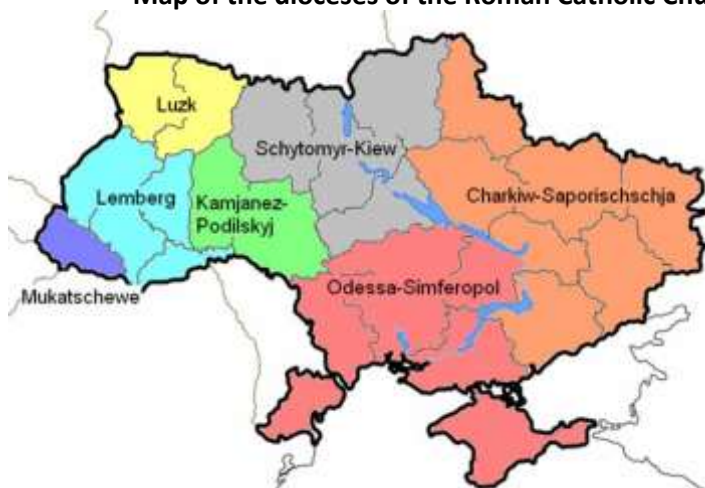 Map of the dioceses of the Roman Catholic
Luzk
Schytomyr-Kiew
Lemberg
Kamjanez-
Podilskyj
Charkiw-Saporischschja
Mukatschewe
Odessa-Simferopol